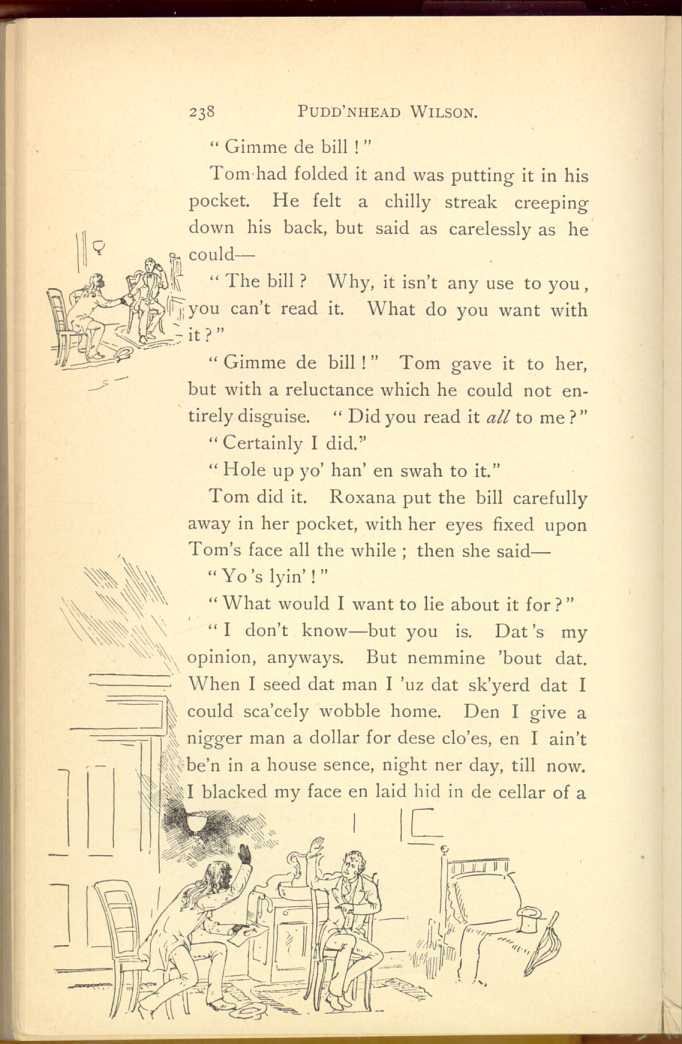 238 PUDD'NHEAD WILSON.
“Gimme de bill!”
Tom had folded it and was putting it in his
pocket. He felt a chilly streak creeping
down his back, but said as carelessly as he
could—
“The bill? Why, it isn't any use to you,
you can't read it. What do you want with
it?”
“Gimme de bill!” Tom gave it to her,
but with a reluctance which he could not en-
tirely disguise. “Did you read it all to me?”
“Certainly I did.”
“Hole up yo' han' en swah to it.”
Tom did it. Roxana put the bill carefully
away in her pocket, with her eyes fixed upon
Tom's face all the while; then she said—
“Yo's lyin'!”
“What would I want to lie about it for?”
“I don't know—but you is. Dat's my
opinion, anyways. But nemmine 'bout dat.
When I seed dat man I 'uz dat sk'yerd dat I
could sca'cely wobble home. Den I give a
nigger man a dollar for dese clo'es, en I ain't
be'n in a house sence, night ner day, till now.
I blacked my face en laid hid in de cellar of a